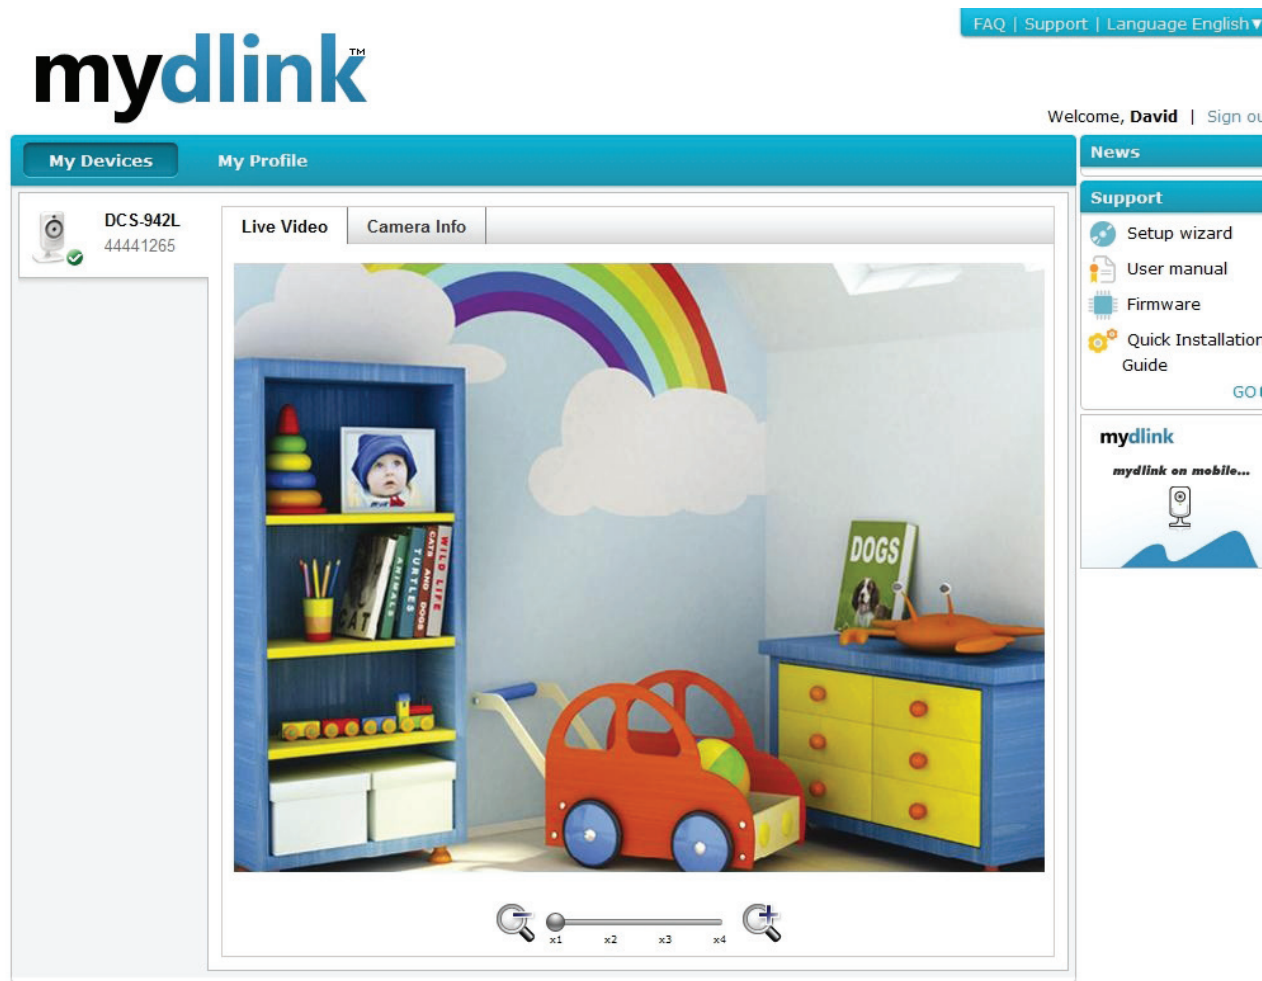 FAQ | Support | Language English▼
mydlink™
Welcome, David | Sign ou
My Devices
My Profile
DCS-942L
44441265
Live Video
Camera Info
DOGS
WILD LIFE
CATS AND DOGS
TURTLES
ANIMALS
CAT
x1
x2
x3
x4
News
Support
Setup wizard
User manual
Firmware
Quick Installation
Guide
GO
mydlink
mydlink on mobile...